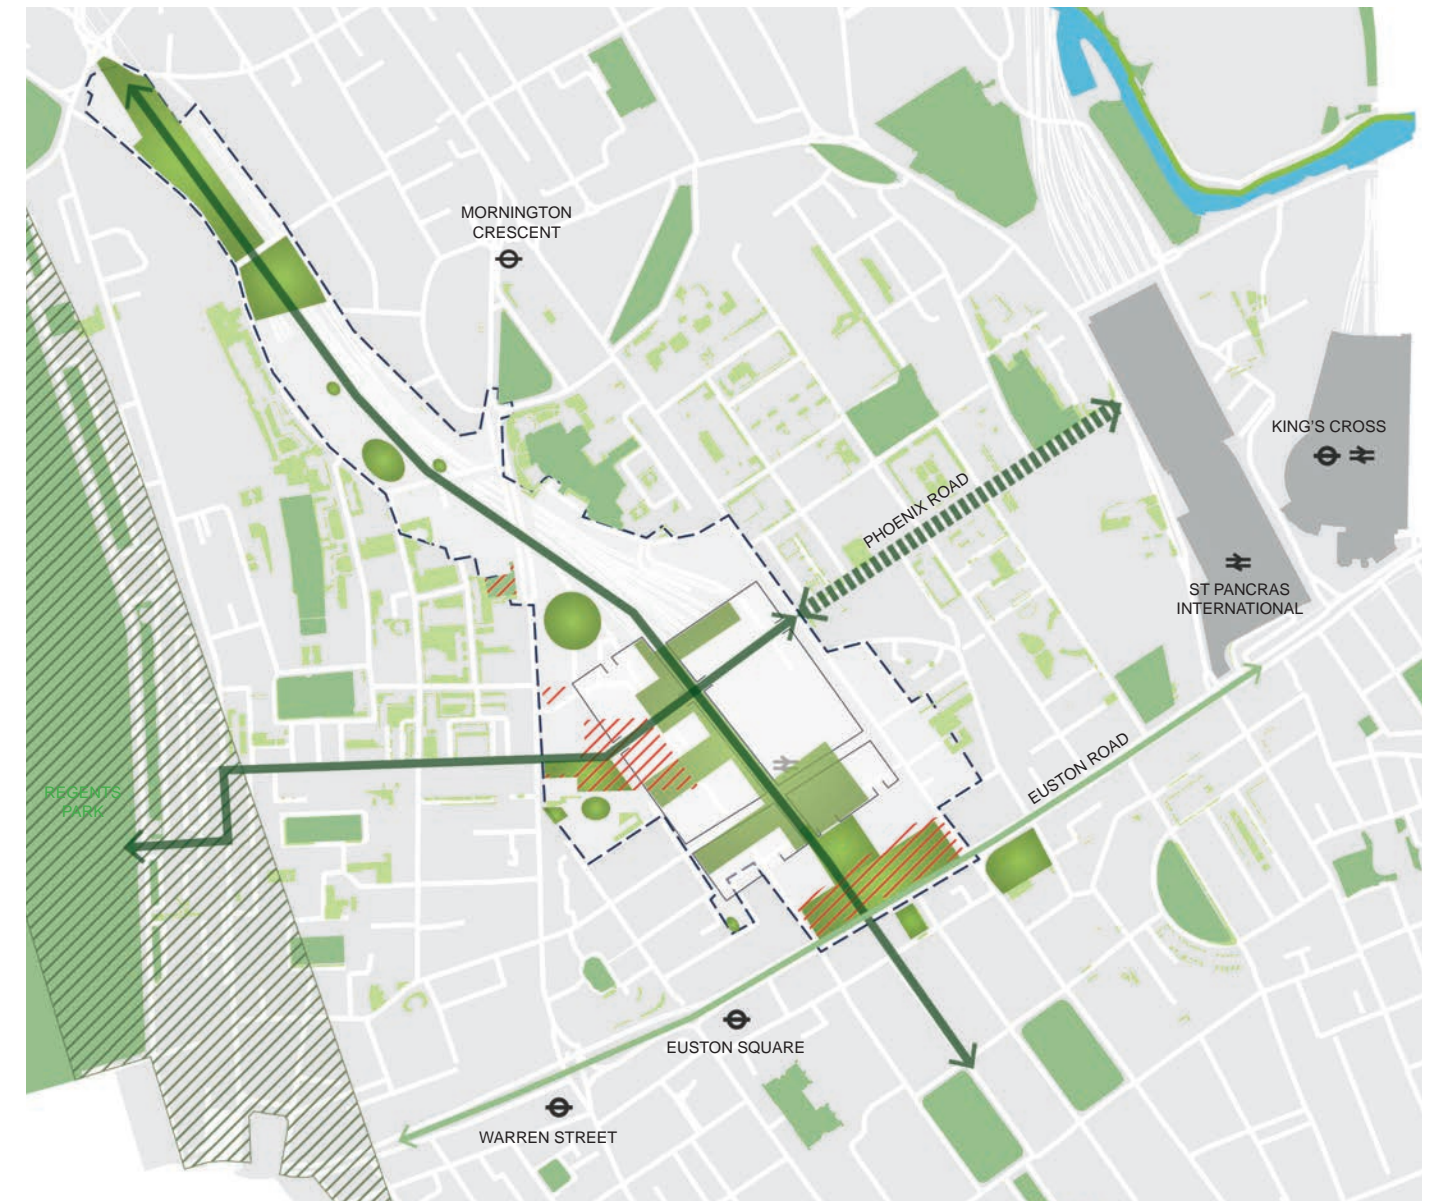 MORNINGTON
CRESCENT
KING'S CROSS
PHOENIX ROAD
ST PANCRAS
INTERNATIONAL
EUSTON ROAD
REGENTS
PARK
EUSTON SQUARE
WARREN STREET